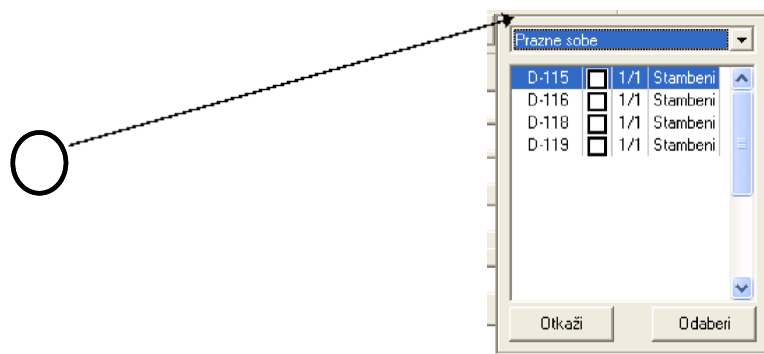 Prazne sobe
D-115 1/1 Stambeni
D-116 1/1 Stambeni
D-118 1/1 Stambeni
D-119 1/1 Stambeni
Otkaži Odaberi